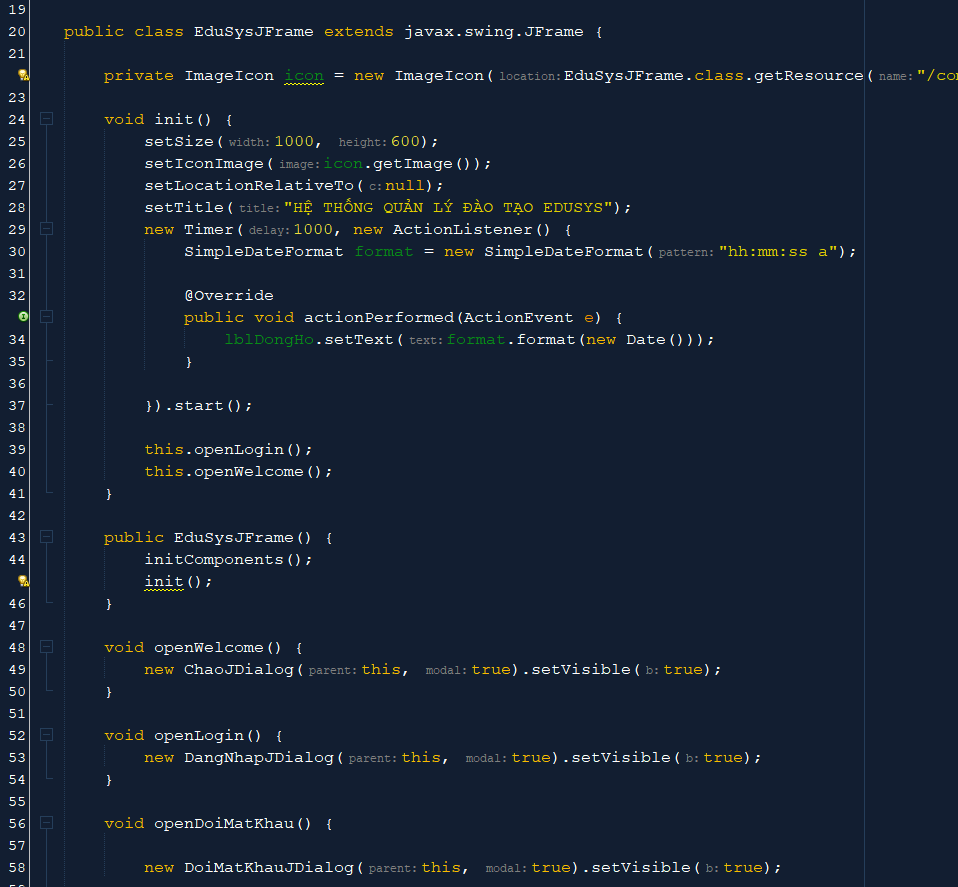 19
20 public class EduSysJFrame extends javax.swing.JFrame {
21
private ImageIcon icon = new ImageIcon(location:EduSysJFrame.class.getResource(name:"/co
23
24 void init() {
25 setSize(width:1000, height:600);
26 setIconImage(image:icon.getImage());
27 setLocationRelativeTo(c:null);
28 setTitle(title:"HỆ THỐNG QUẢN LÝ ĐÀO TẠO EDUSYS");
29 new Timer(delay:1000, new ActionListener() {
30 SimpleDateFormat format = new SimpleDateFormat(pattern:"hh:mm:ss a");
31
32 @Override
public void actionPerformed(ActionEvent e) {
34 lblDongHo.setText(text:format.format(new Date()));
35 }
36
37 }).start();
38
39 this.openLogin();
40 this.openWelcome();
41 }
42
43 public EduSysJFrame() {
44 initComponents();
init();
46 }
47
48 void openWelcome() {
49 new ChaoJDialog(parent:this, modal:true).setVisible(b:true);
50 }
51
52 void openLogin() {
53 new DangNhapJDialog(parent:this, modal:true).setVisible(b:true);
54 }
55
56 void openDoiMatKhau() {
57
58 new DoiMatKhauJDialog(parent:this, modal:true).setVisible(b:true);